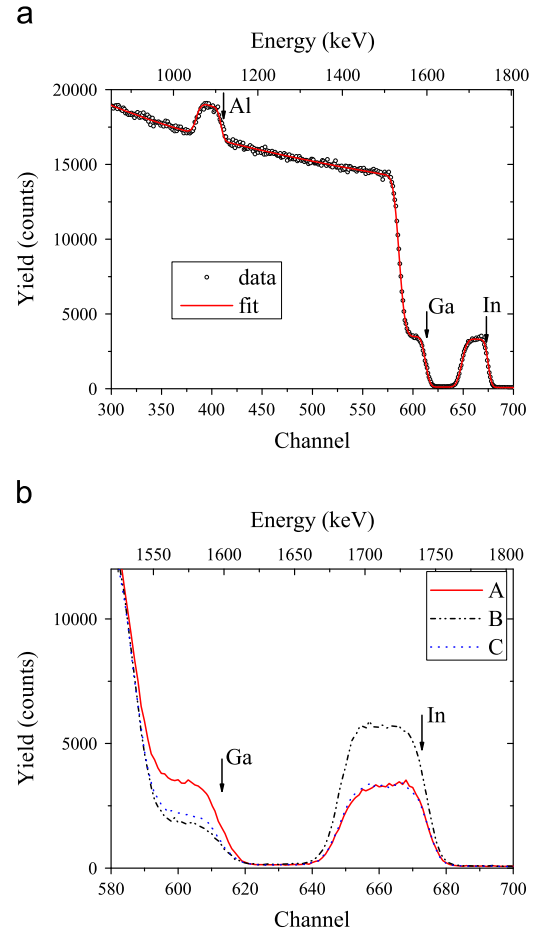 a
Energy (keV)
1000 1200 1400 1600 1800
20000
15000
10000
5000
0
Yield (counts)
Al
data
fit
Ga
In
300 350 400 450 500 550 600 650 700
Channel
b
Energy (keV)
1550 1600 1650 1700 1750 1800
10000
5000
0
Yield (counts)
A
B
C
Ga
In
580 600 620 640 660 680 700
Channel